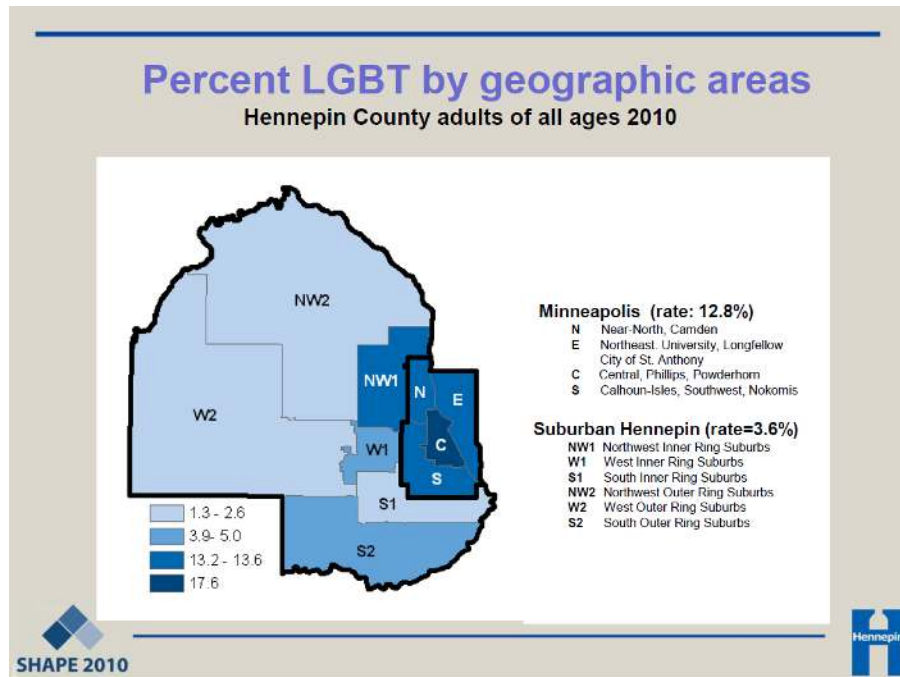 Percent LGBT by geographic areas
Hennepin County adults of all ages 2010
NW2
NW1
N
E
W2
W1
C
S
S1
S2
1.3 - 2.6
3.9- 5.0
13.2 - 13.6
17.6
Minneapolis (rate: 12.8%)
N Near-North, Camden
E Northeast. University, Longfellow
City of St. Anthony
C Central, Phillips, Powderhorn
S Calhoun-Isles, Southwest, Nokomis
Suburban Hennepin (rate=3.6%)
NW1 Northwest Inner Ring Suburbs
W1 West Inner Ring Suburbs
S1 South Inner Ring Suburbs
NW2 Northwest Outer Ring Suburbs
W2 West Outer Ring Suburbs
S2 South Outer Ring Suburbs
SHAPE 2010
Hennepin